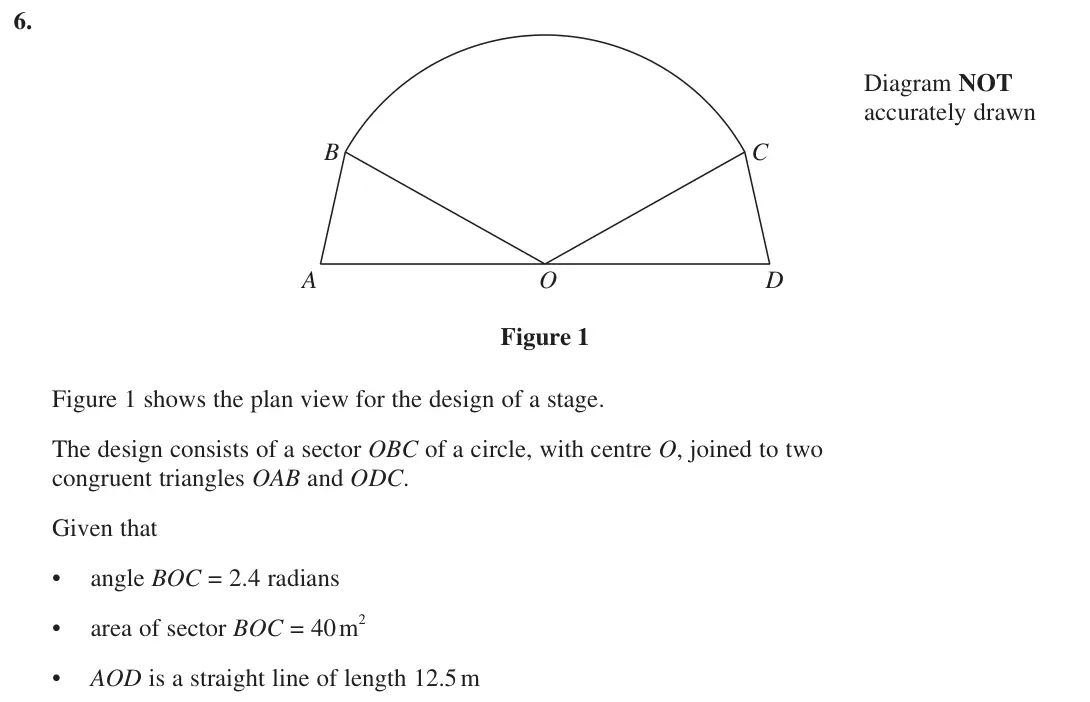 6.
Diagram NOT
accurately drawn
B
C
A
O
D
Figure 1
Figure 1 shows the plan view for the design of a stage.
The design consists of a sector OBC of a circle, with centre O, joined to two
congruent triangles OAB and ODC.
Given that
• angle BOC = 2.4 radians
• area of sector BOC = 40 m²
• AOD is a straight line of length 12.5 m